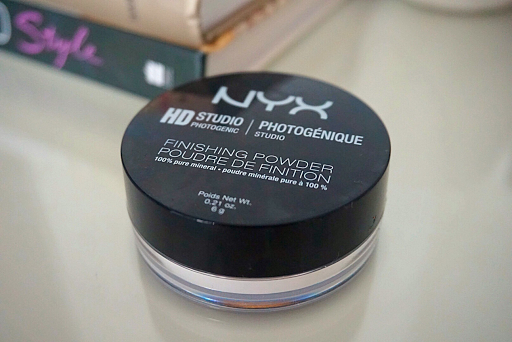 Style
NYX
HD STUDIO | PHOTOGÉNIQUE
PHOTOGENIC STUDIO
FINISHING POWDER
POUDRE DE FINITION
100% pure mineral - poudre minérale pure à 100 %
Poids Net Wt.
0.21 oz.
6 g